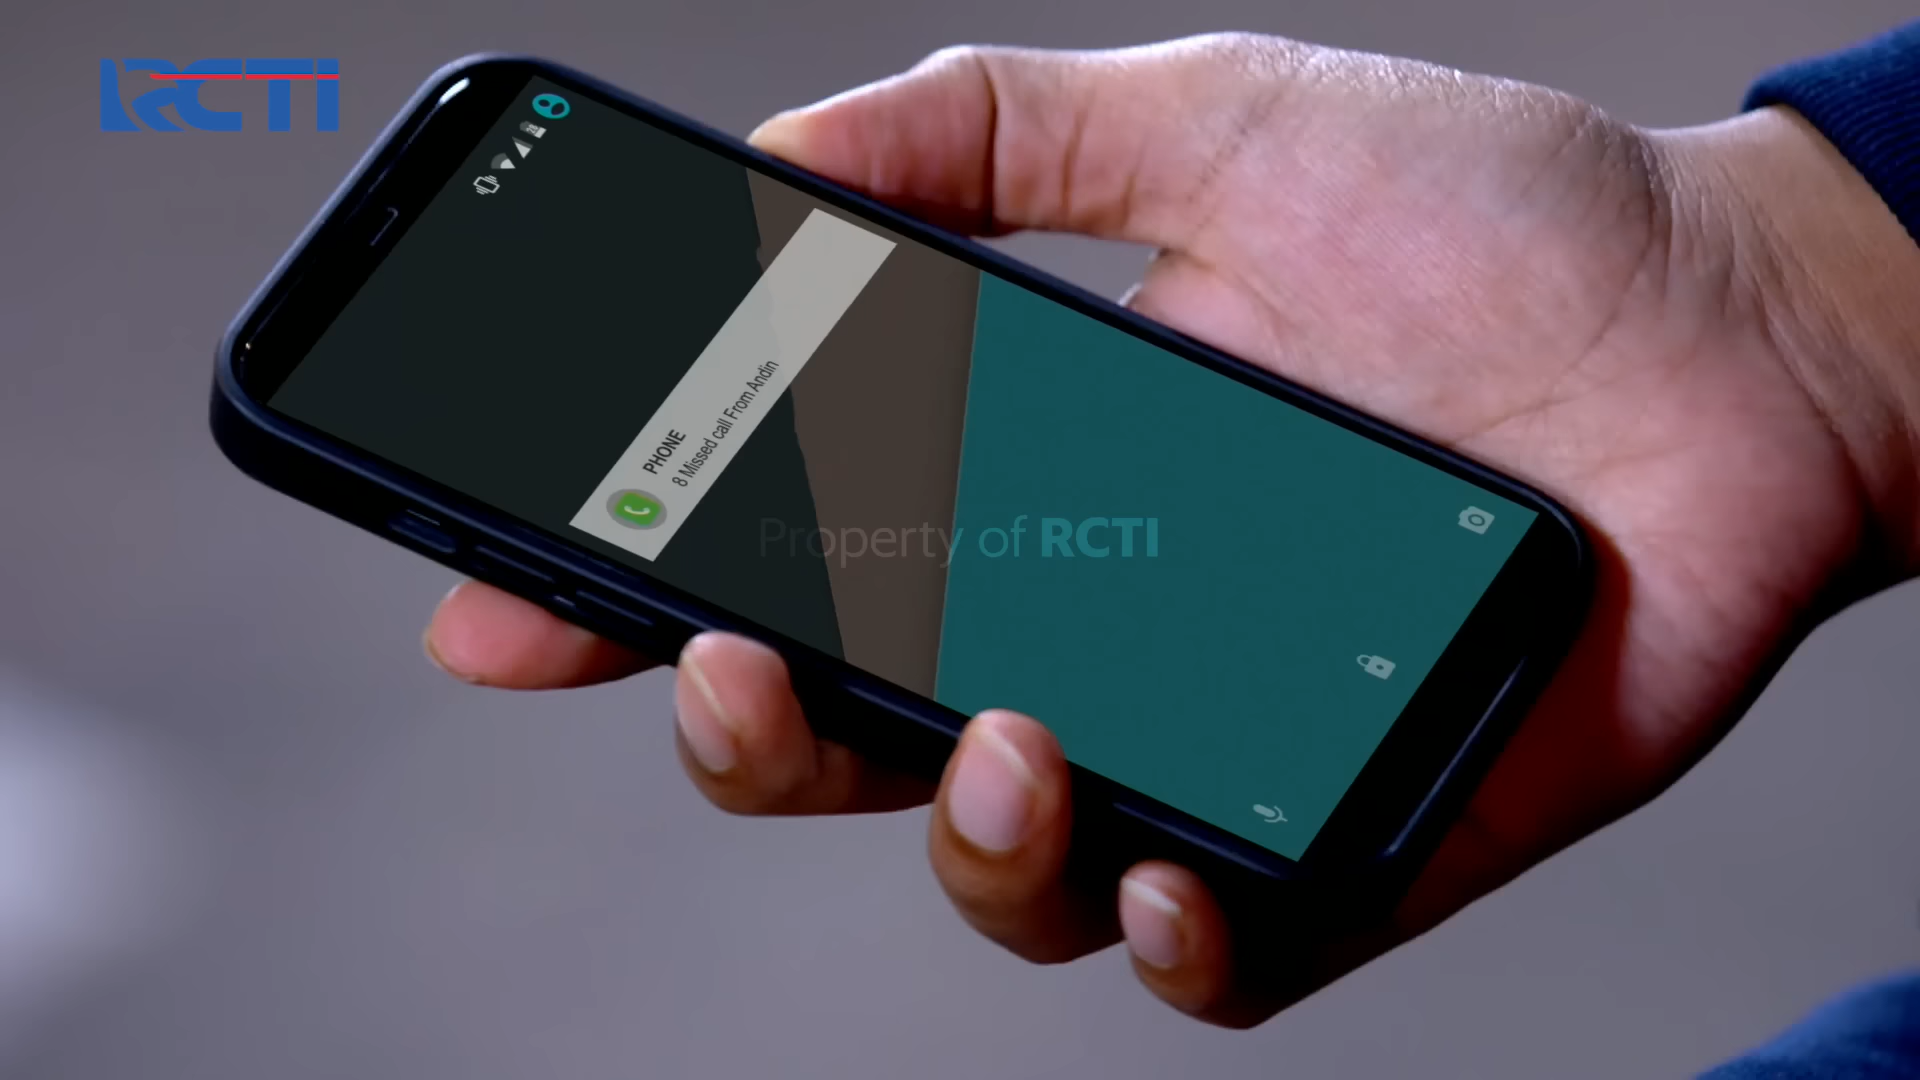 RCTI
PHONE
8 Missed call From Andin
Property of RCTI